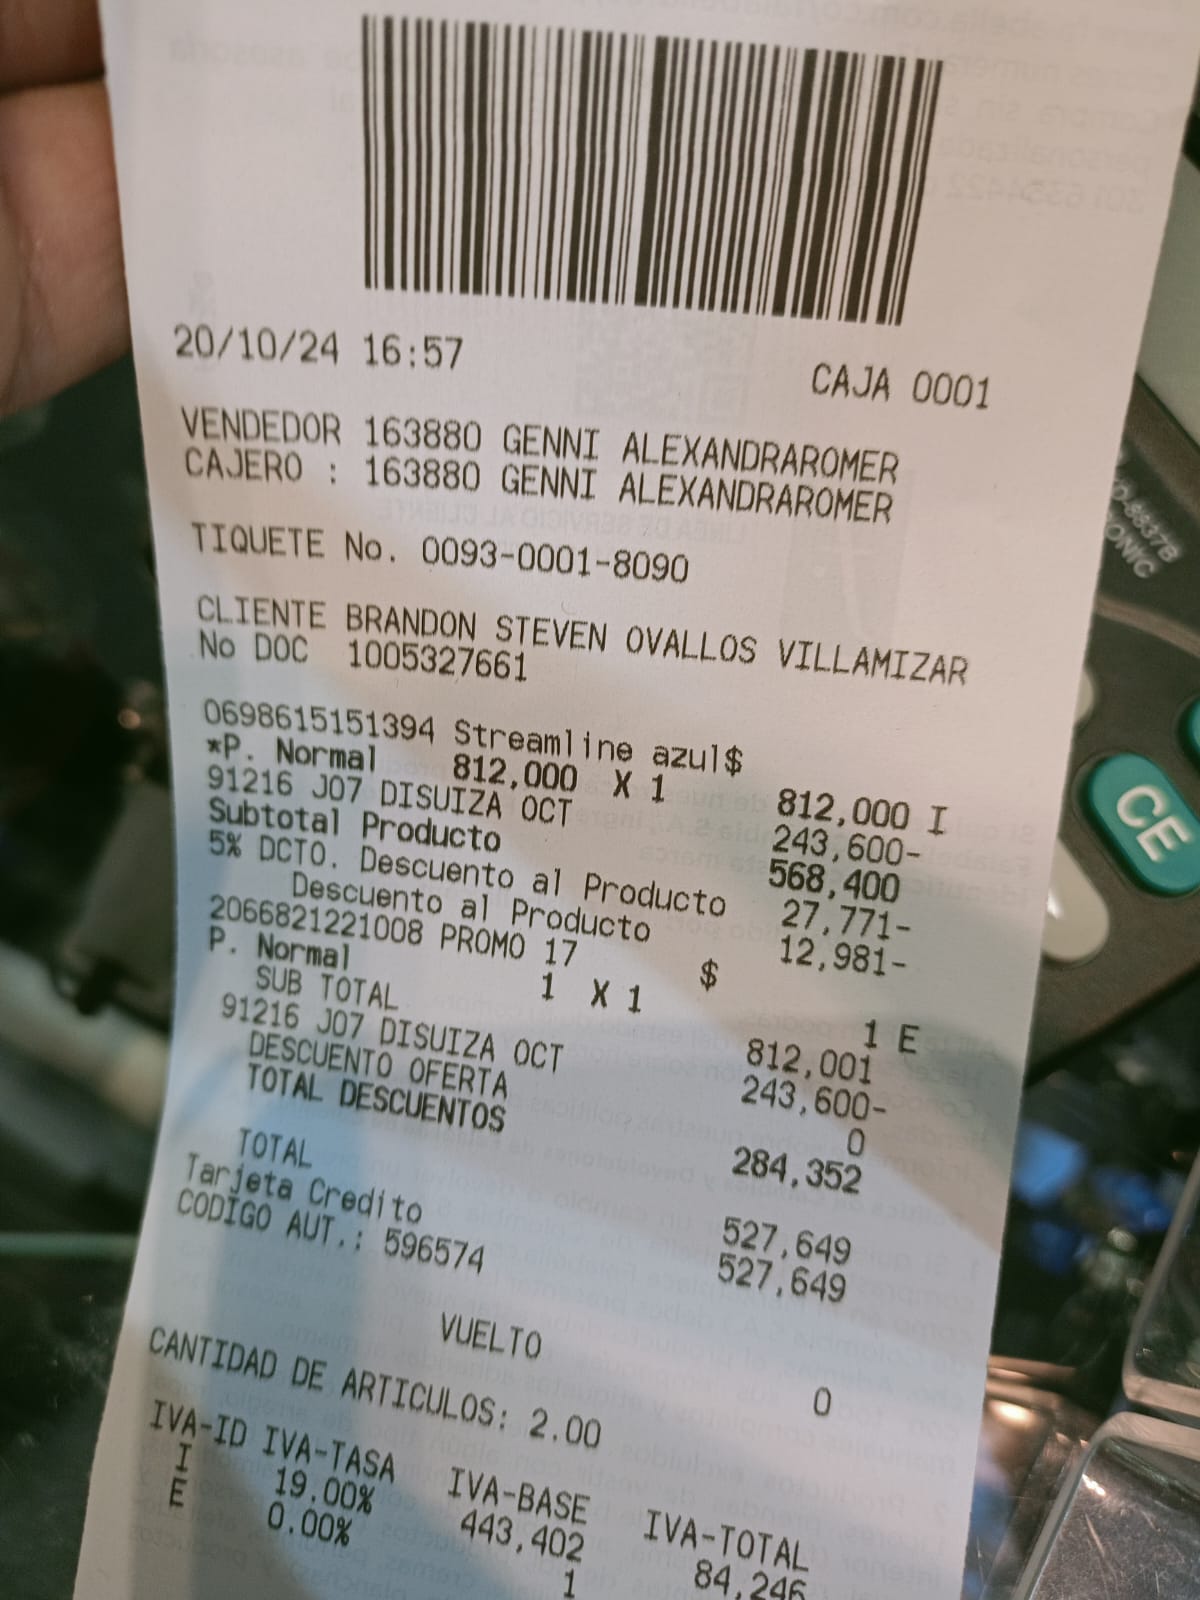 20/10/24 16:57 CAJA 0001
VENDEDOR 163880 GENNI ALEXANDRAROMER
CAJERO : 163880 GENNI ALEXANDRAROMER
TIQUETE No. 0093-0001-8090
CLIENTE BRANDON STEVEN OVALLOS VILLAMIZAR
No DOC 1005327661
0698615151394 Streamline azul$
*P. Normal 812,000 X 1 812,000 I
91216 J07 DISUIZA OCT 243,600-
Subtotal Producto 568,400
5% DCTO. Descuento al Producto 27,771-
Descuento al Producto 12,981-
2066821221008 PROMO 17 $
P. Normal 1 X 1 1 E
SUB TOTAL 812,001
91216 J07 DISUIZA OCT 243,600-
DESCUENTO OFERTA 0
TOTAL DESCUENTOS 284,352
TOTAL 527,649
Tarjeta Credito 527,649
CODIGO AUT.: 596574
VUELTO 0
CANTIDAD DE ARTICULOS: 2.00
IVA-ID IVA-TASA IVA-BASE IVA-TOTAL
I 19.00% 443,402 84,246
E 0.00% 1
CE